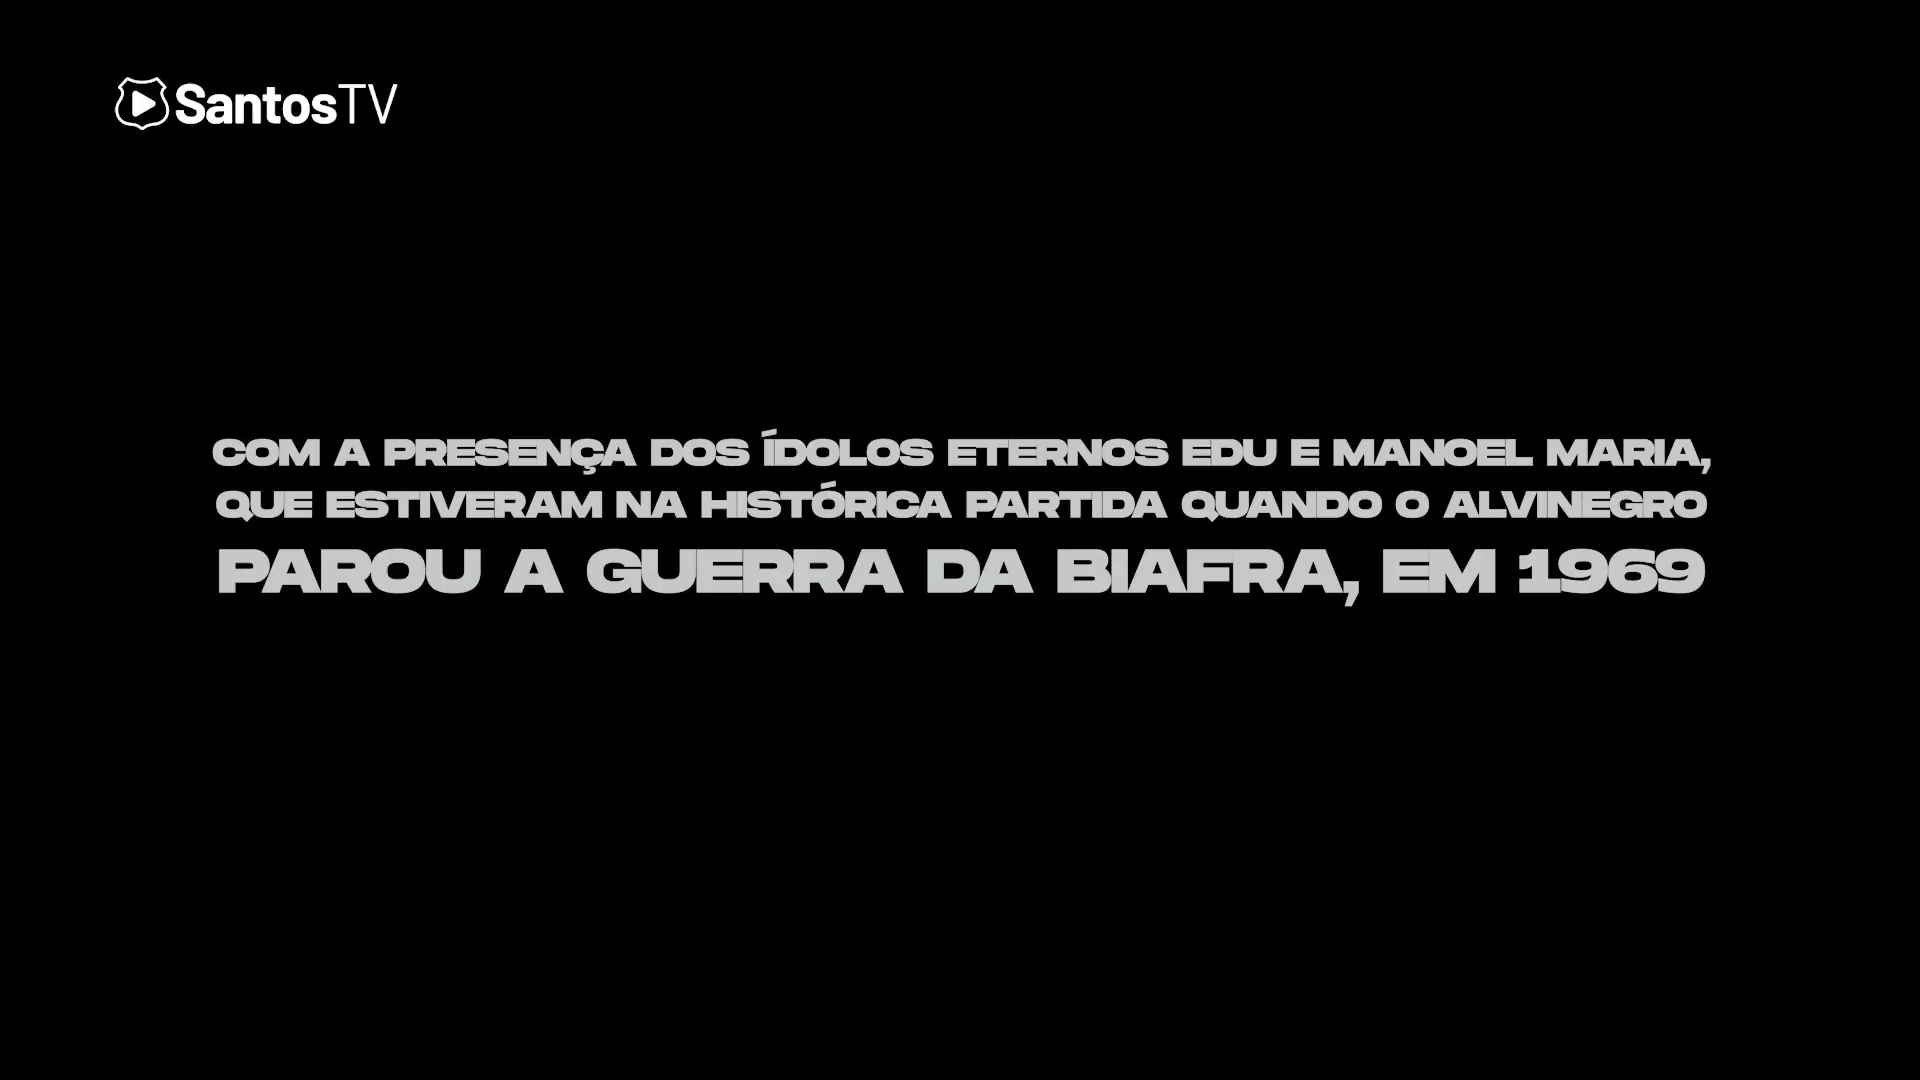 SantosTV
COM A PRESENÇA DOS ÍDOLOS ETERNOS EDU E MANOEL MARIA,
QUE ESTIVERAM NA HISTÓRICA PARTIDA QUANDO O ALVINEGRO
PAROU A GUERRA DA BIAFRA, EM 1969